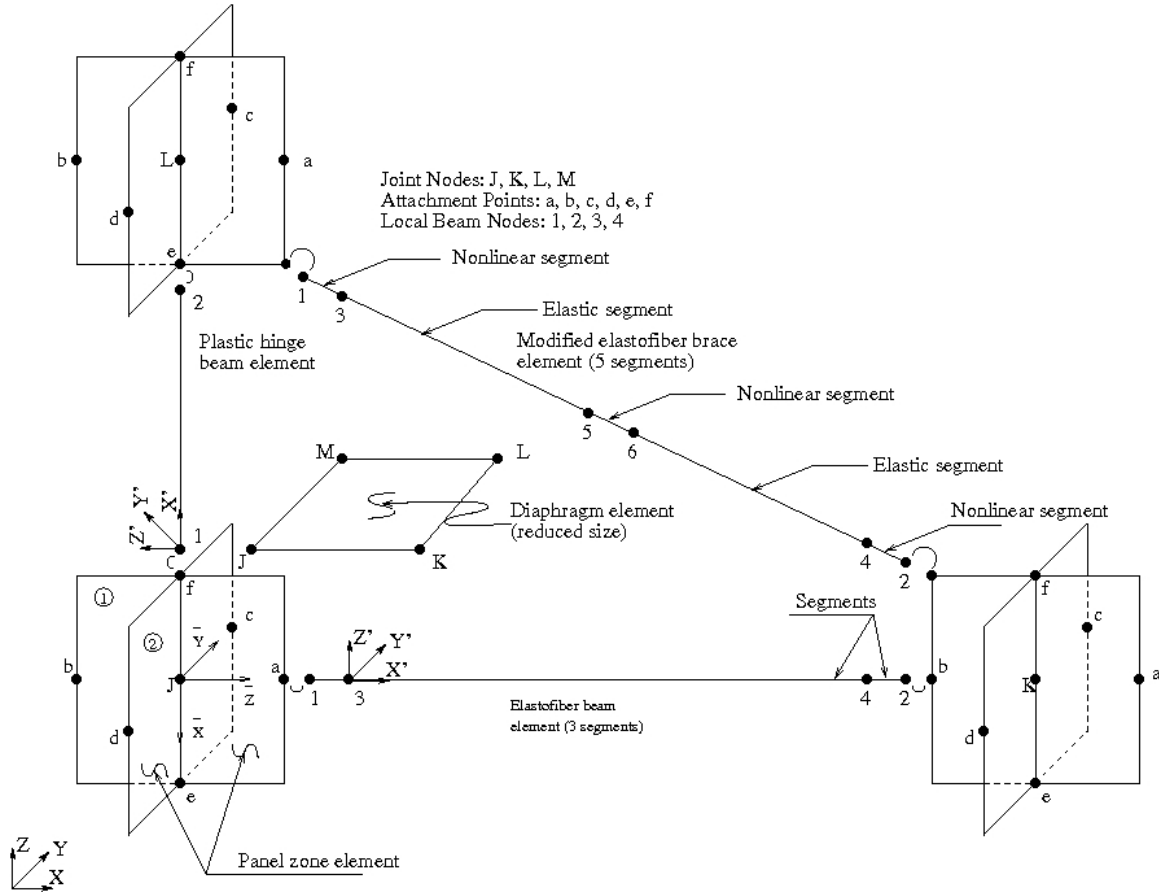 f
c
b
L
a
Joint Nodes: J, K, L, M
Attachment Points: a, b, c, d, e, f
Local Beam Nodes: 1, 2, 3, 4
d
e
Nonlinear segment
1
2
3
Elastic segment
Plastic hinge
beam element
Modified elastofiber brace
element (5 segments)
Nonlinear segment
5
6
M
L
Elastic segment
Y'
X'
Z'
1
Diaphragm element
(reduced size)
Nonlinear segment
J
K
4
2
f
f
1
Segments
c
c
2
Y
Z'
Y'
b
a
X'
b
a
J
Z
1
3
4
2
K
Elastofiber beam
element (3 segments)
d
X
d
e
e
Z
Y
X
Panel zone element